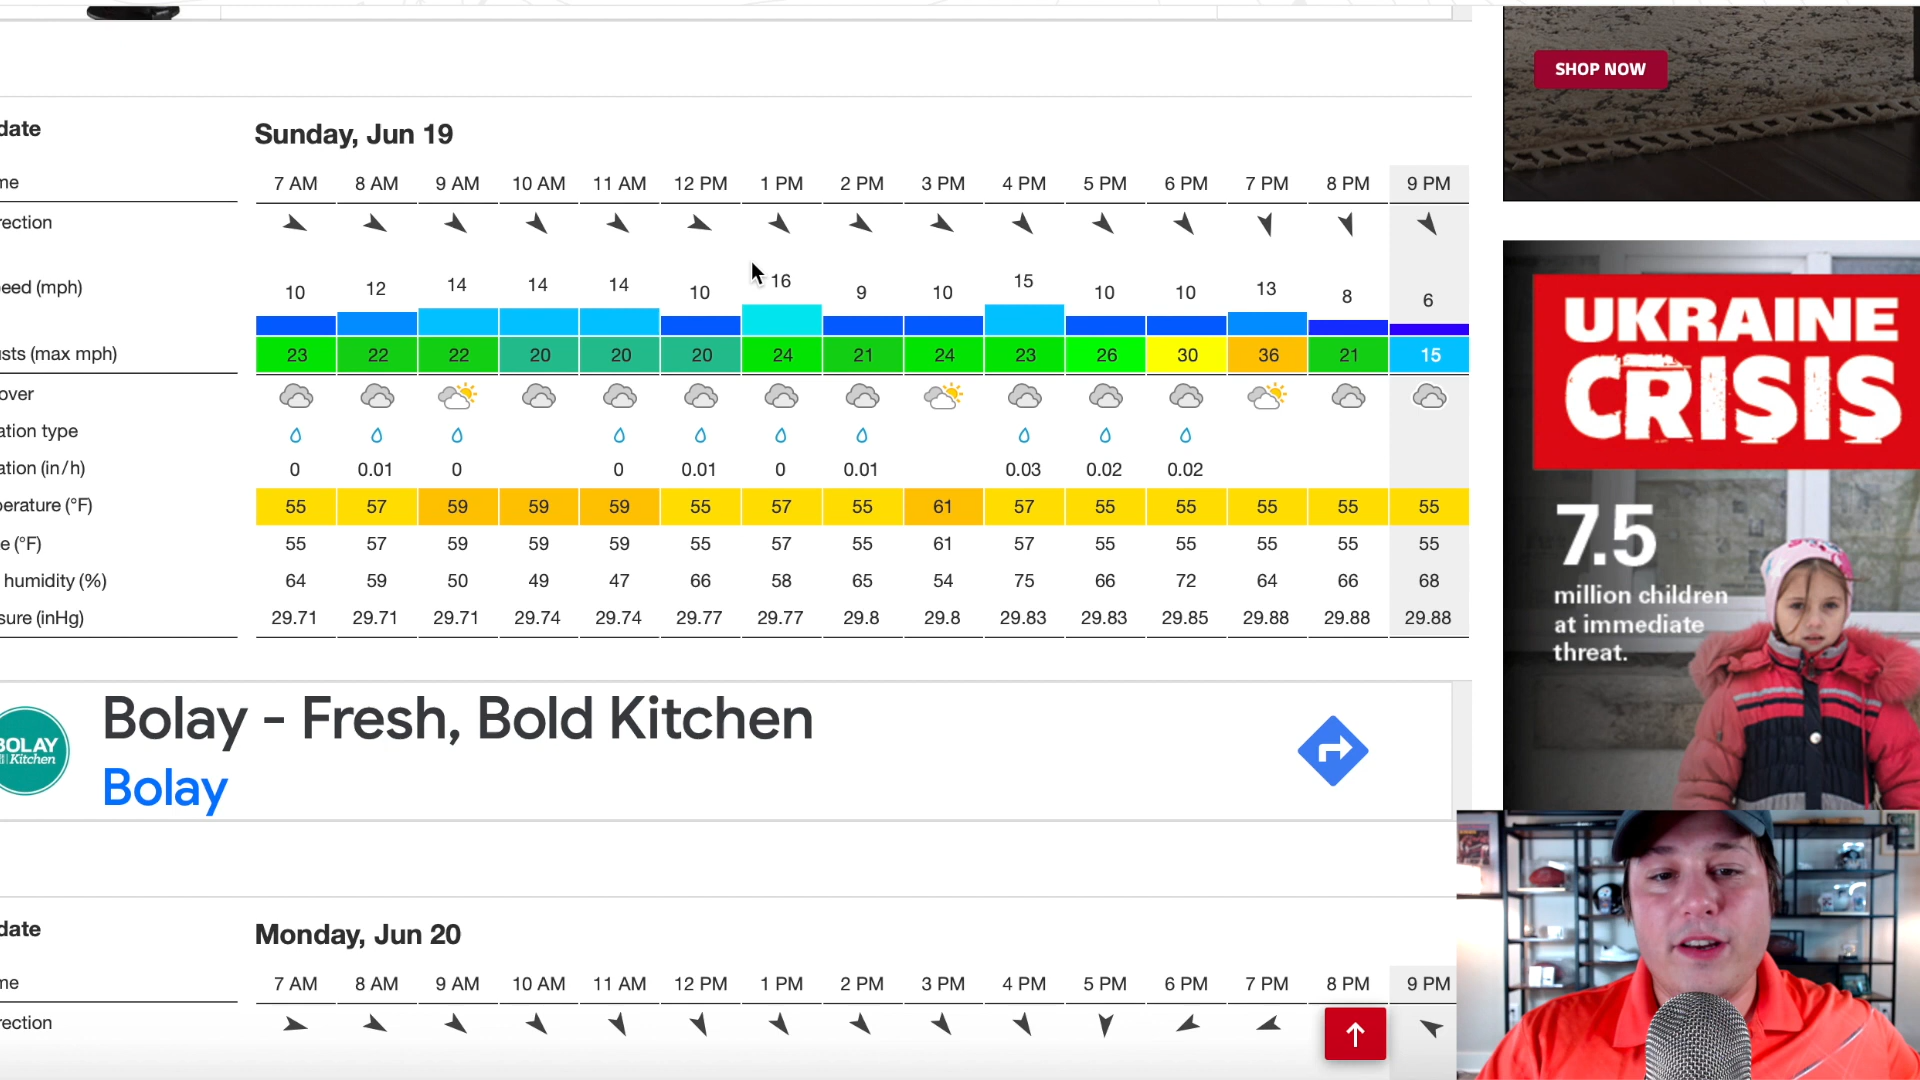 SHOP NOW
date
Sunday, Jun 19
me
7 AM 8 AM 9 AM 10 AM 11 AM 12 PM 1 PM 2 PM 3 PM 4 PM 5 PM 6 PM 7 PM 8 PM 9 PM
rection
eed (mph)
10 12 14 14 14 10 16 9 10 15 10 10 13 8 6
usts (max mph)
23 22 22 20 20 20 24 21 24 23 26 30 36 21 15
over
ation type
ation (in/h)
0 0.01 0 0 0.01 0 0.01 0.03 0.02 0.02
perature (°F)
55 57 59 59 59 55 57 55 61 57 55 55 55 55 55
e (°F)
55 57 59 59 59 55 57 55 61 57 55 55 55 55 55
humidity (%)
64 59 50 49 47 66 58 65 54 75 66 72 64 66 68
sure (inHg)
29.71 29.71 29.71 29.74 29.74 29.77 29.77 29.8 29.8 29.83 29.83 29.85 29.88 29.88 29.88
UKRAINE
CRISIS
7.5
million children
at immediate
threat.
BOLAY
Kitchen
Bolay - Fresh, Bold Kitchen
Bolay
date
Monday, Jun 20
me
7 AM 8 AM 9 AM 10 AM 11 AM 12 PM 1 PM 2 PM 3 PM 4 PM 5 PM 6 PM 7 PM 8 PM 9 PM
rection